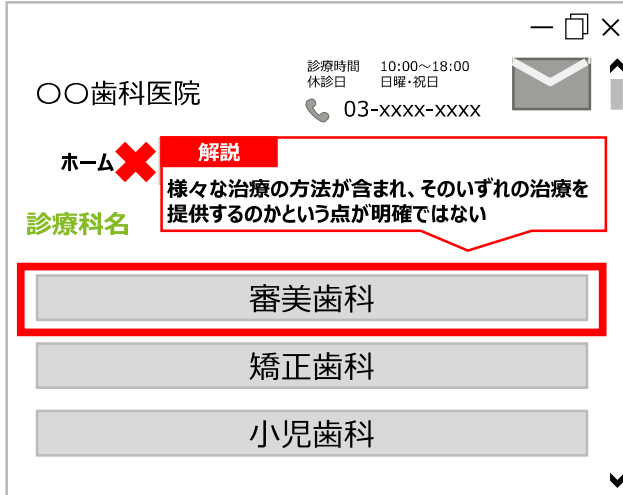 診療時間 10:00～18:00
休診日 日曜・祝日
〇〇歯科医院
03-xxxx-xxxx
ホーム
解説
様々な治療の方法が含まれ、そのいずれの治療を
提供するのかという点が明確ではない
診療科名
審美歯科
矯正歯科
小児歯科